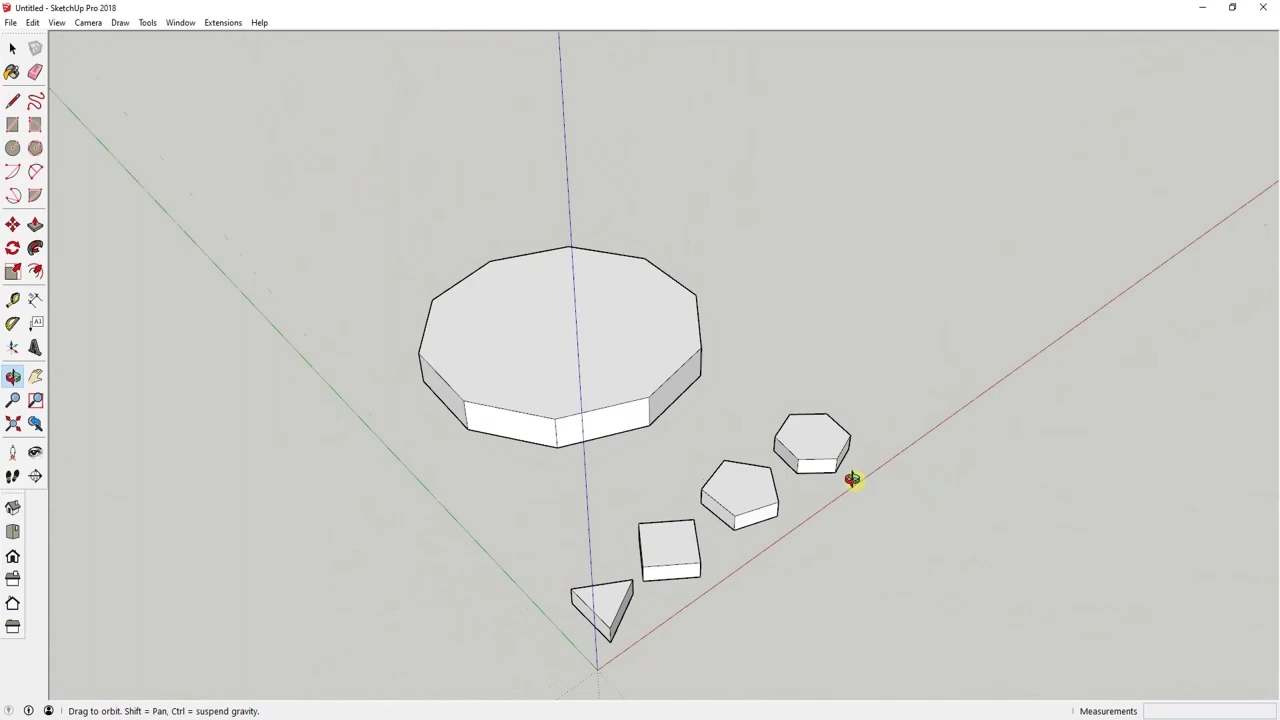 Untitled - SketchUp Pro 2018
File Edit View Camera Draw Tools Window Extensions Help
A1
Drag to orbit. Shift = Pan, Ctrl = suspend gravity.
Measurements